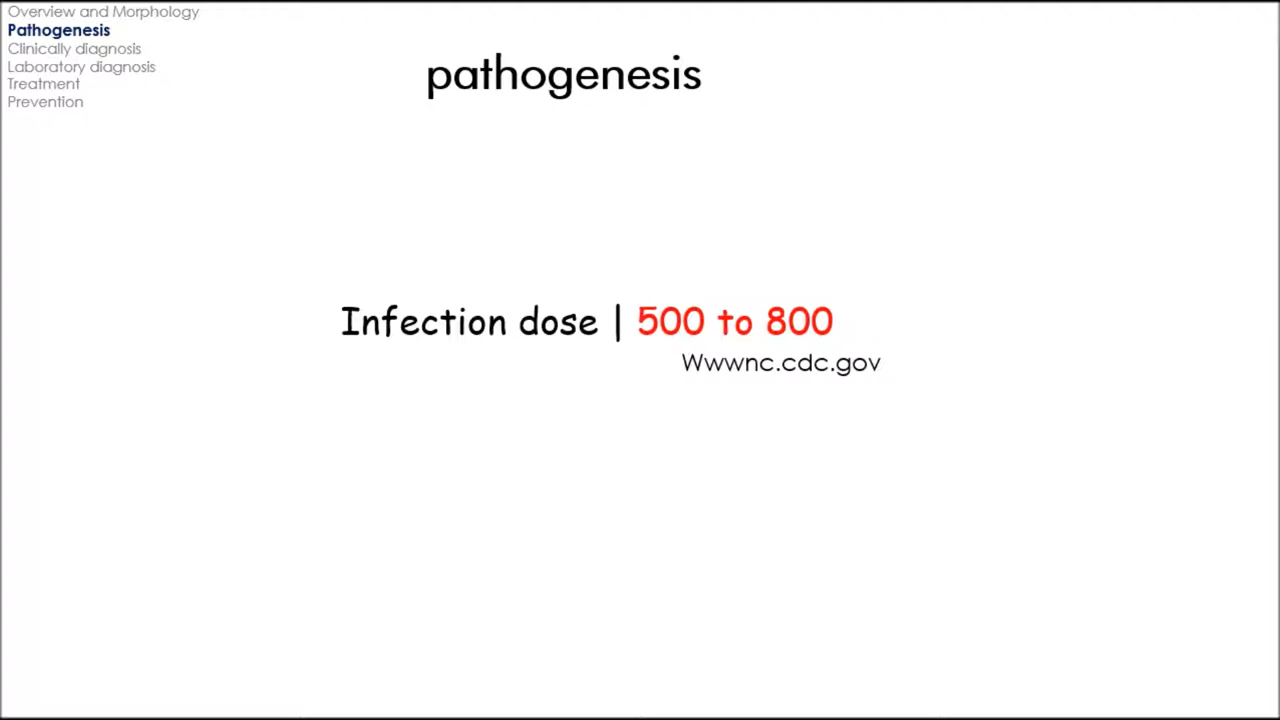 Overview and Morphology
Pathogenesis
Clinically diagnosis
Laboratory diagnosis
Treatment
Prevention
pathogenesis
Infection dose | 500 to 800
Wwwnc.cdc.gov